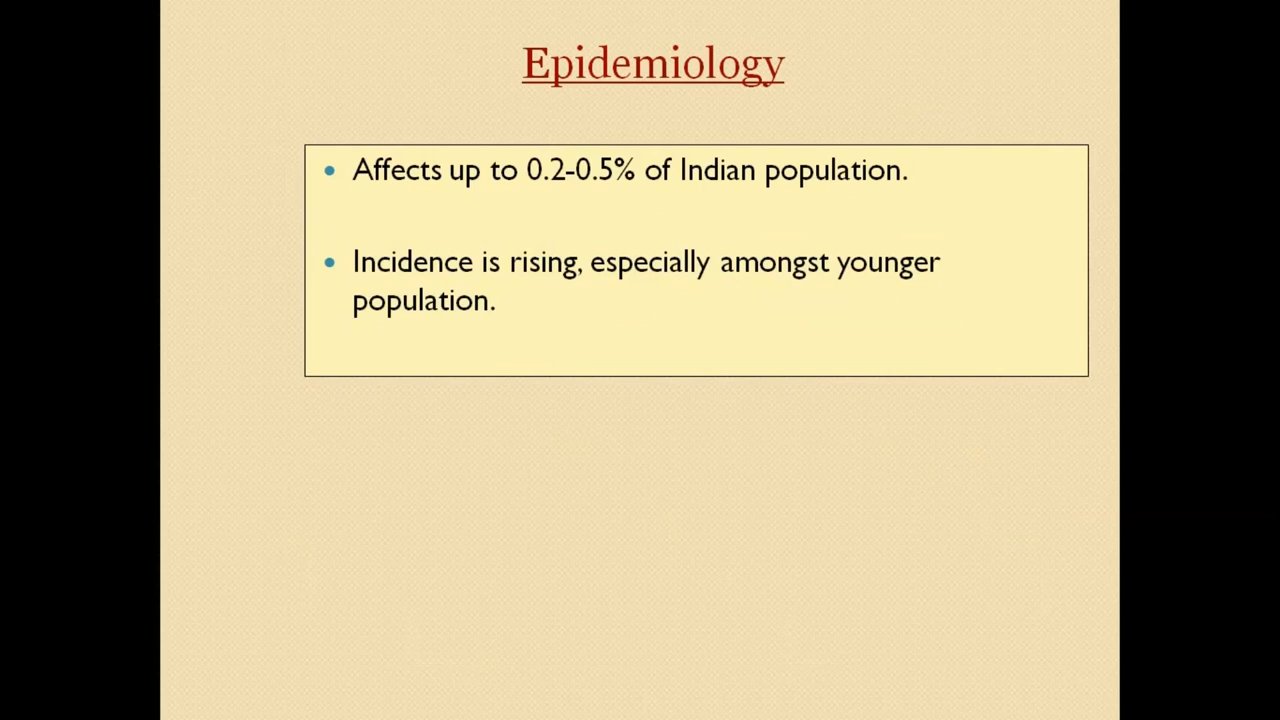 Epidemiology
• Affects up to 0.2-0.5% of Indian population.
• Incidence is rising, especially amongst younger
population.